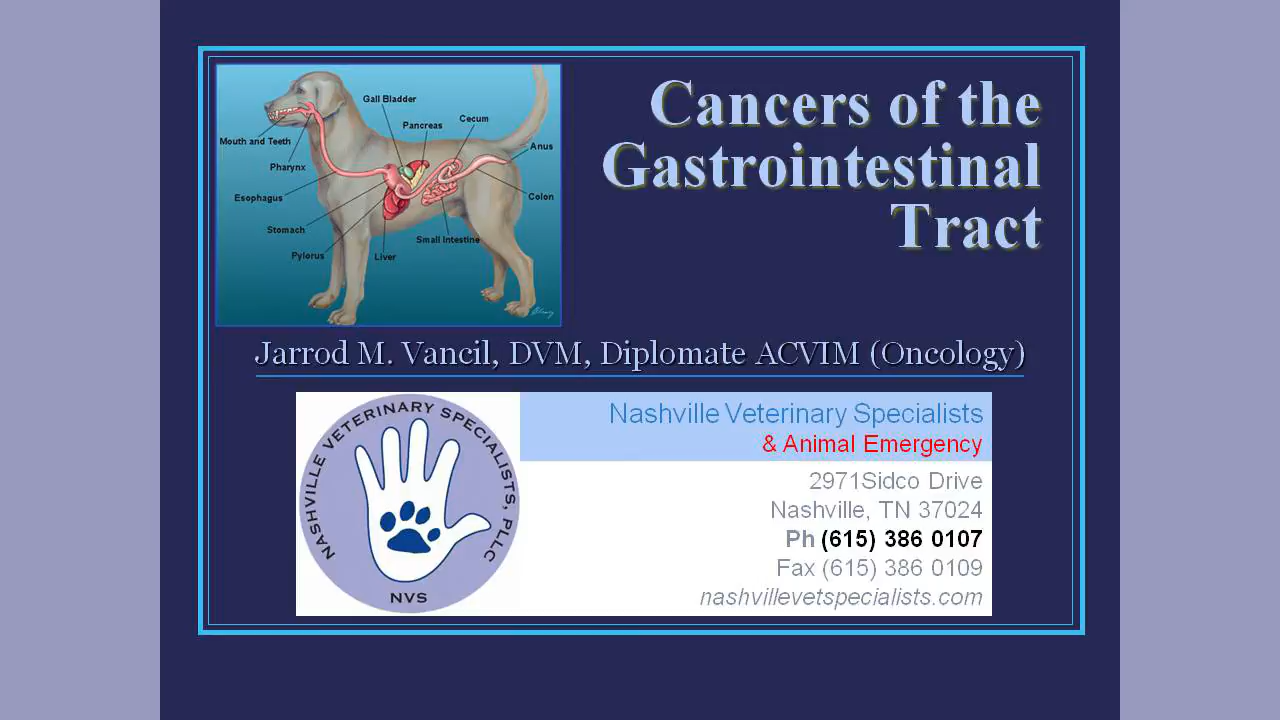 Cancers of the
Gastrointestinal
Tract
Gall Bladder
Pancreas
Cecum
Mouth and Teeth
Anus
Pharynx
Esophagus
Colon
Stomach
Small Intestine
Pylorus
Liver
Jarrod M. Vancil, DVM, Diplomate ACVIM (Oncology)
NASHVILLE VETERINARY SPECIALISTS, PLLC
NVS
Nashville Veterinary Specialists
& Animal Emergency
2971Sidco Drive
Nashville, TN 37024
Ph (615) 386 0107
Fax (615) 386 0109
nashvillevetspecialists.com